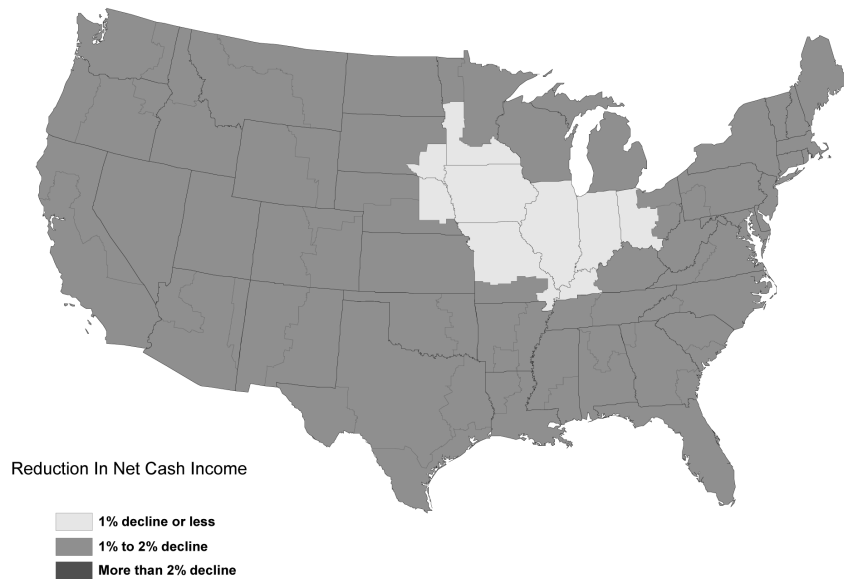 Reduction In Net Cash Income
1% decline or less
1% to 2% decline
More than 2% decline